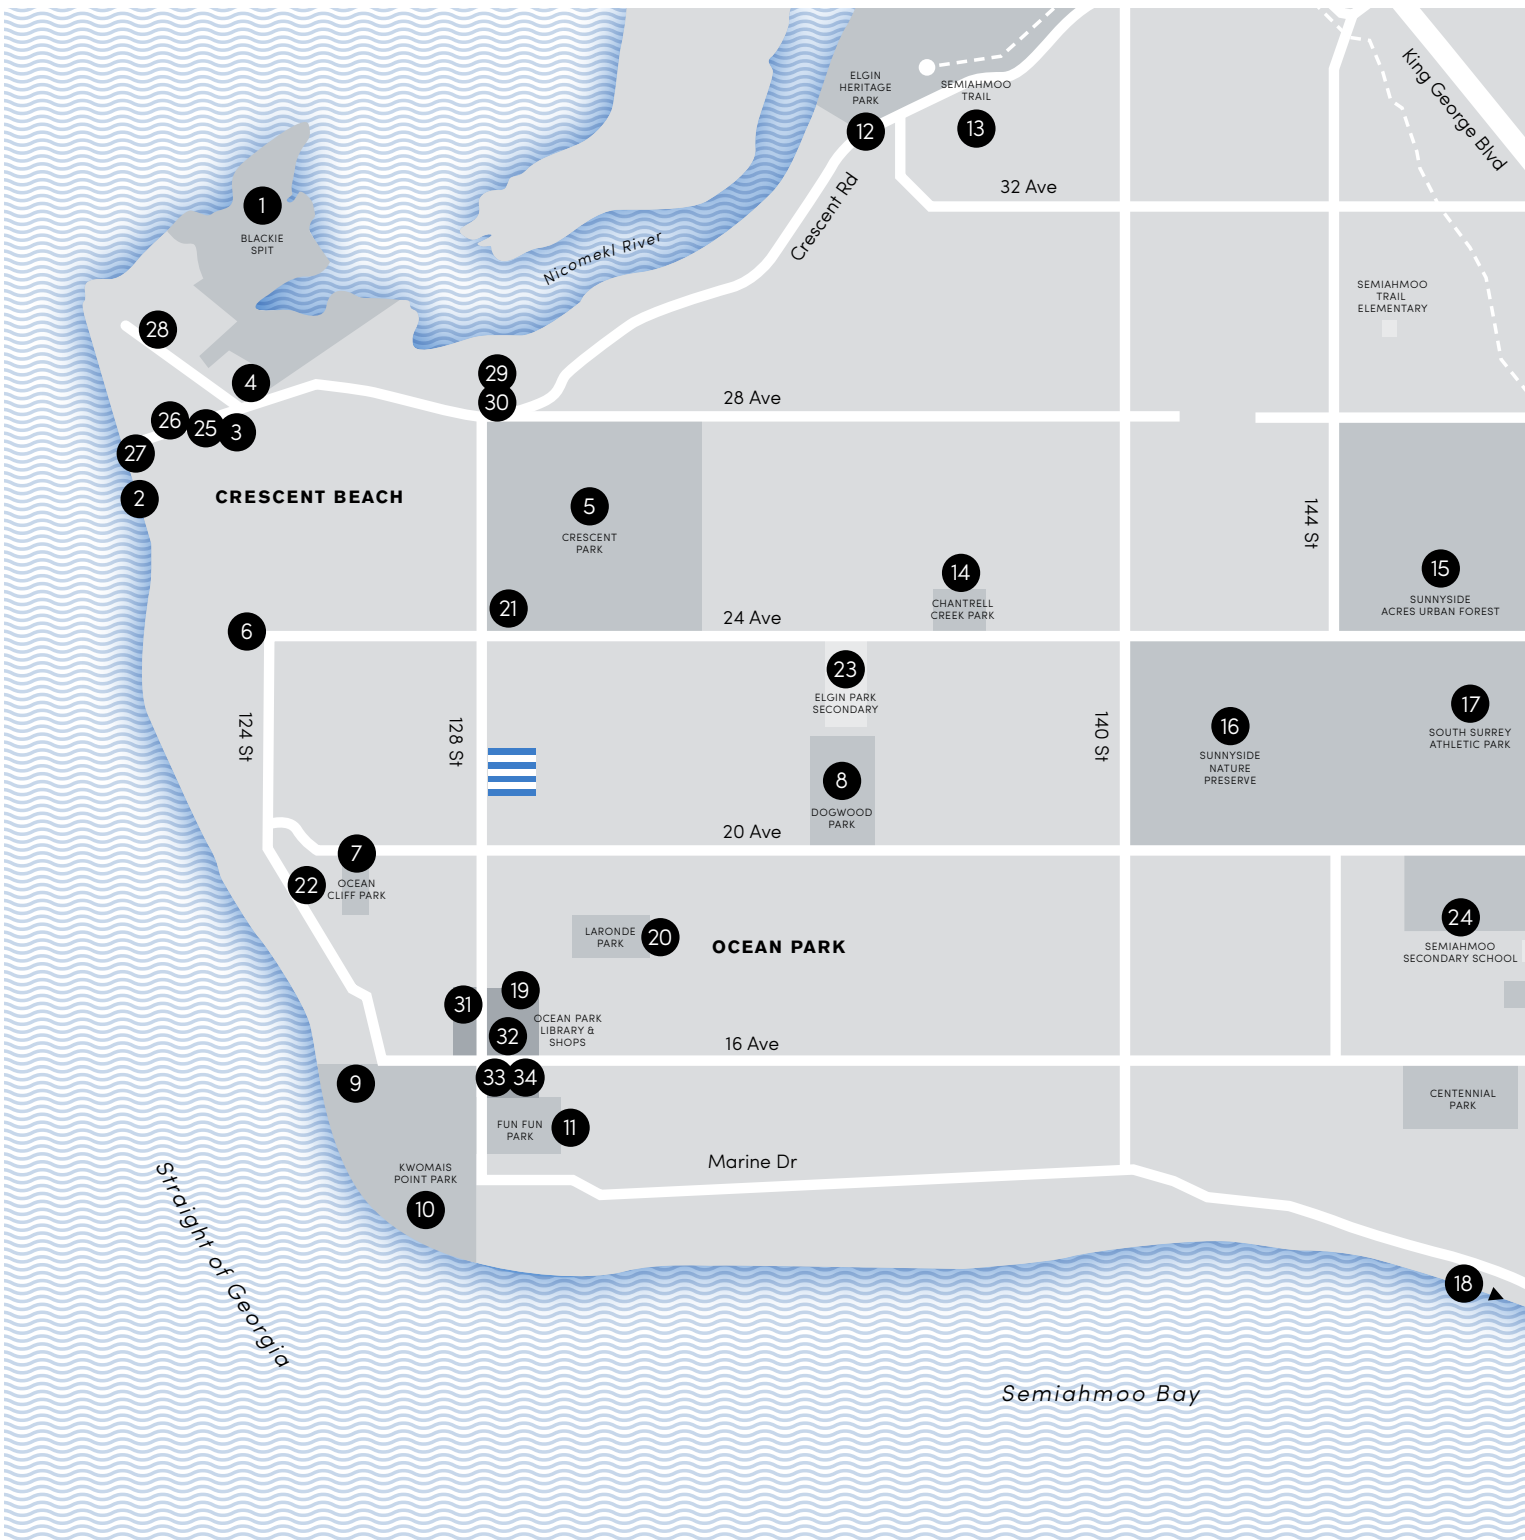 ELGIN
HERITAGE
PARK
12
SEMIAHMOO
TRAIL
13
King George Blvd
32 Ave
Crescent Rd
1
BLACKIE
SPIT
Nicomekl River
SEMIAHMOO
TRAIL
ELEMENTARY
28
4
29
30
28 Ave
26
25
3
27
2
CRESCENT BEACH
5
CRESCENT
PARK
144 St
14
CHANTRELL
CREEK PARK
15
SUNNYSIDE
ACRES URBAN FOREST
21
24 Ave
6
23
ELGIN PARK
SECONDARY
124 St
128 St
140 St
16
SUNNYSIDE
NATURE
PRESERVE
17
SOUTH SURREY
ATHLETIC PARK
8
DOGWOOD
PARK
20 Ave
7
22
OCEAN
CLIFF PARK
LARONDE
PARK
20
OCEAN PARK
24
SEMIAHMOO
SECONDARY SCHOOL
31
19
32
OCEAN PARK
LIBRARY &
SHOPS
16 Ave
9
33
34
FUN FUN
PARK
11
CENTENNIAL
PARK
KWOMAIS
POINT PARK
10
Marine Dr
Straight of Georgia
18
Semiahmoo Bay